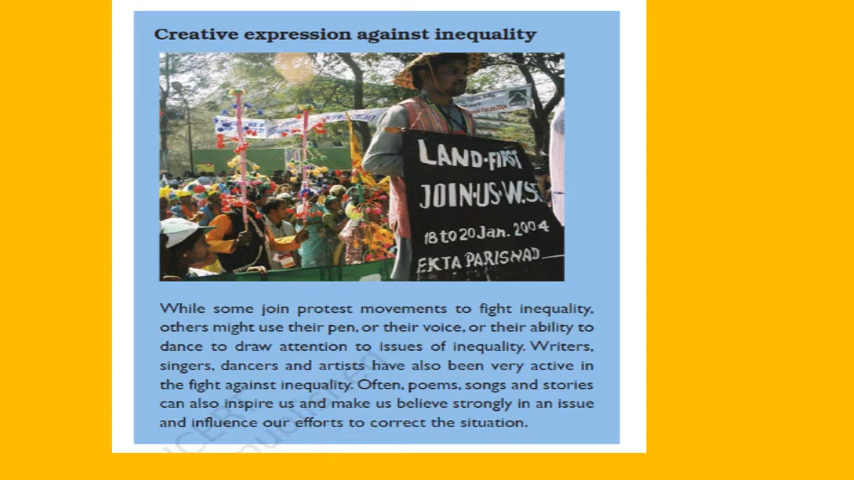 Creative expression against inequality
LAND-FIRST
JOIN-US-W.S
18 to 20 Jan. 2004
EKTA PARISHAD
While some join protest movements to fight inequality,
others might use their pen, or their voice, or their ability to
dance to draw attention to issues of inequality. Writers,
singers, dancers and artists have also been very active in
the fight against inequality. Often, poems, songs and stories
can also inspire us and make us believe strongly in an issue
and influence our efforts to correct the situation.